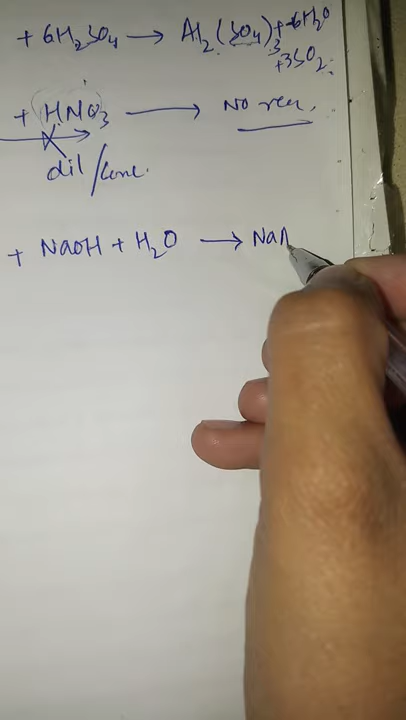 + 6H₂SO₄ → Al₂(SO₄)₃ + 6H₂O
+ 3SO₂
+ HNO₃ → No reac.
dil/conc.
+ NaOH + H₂O → NaA